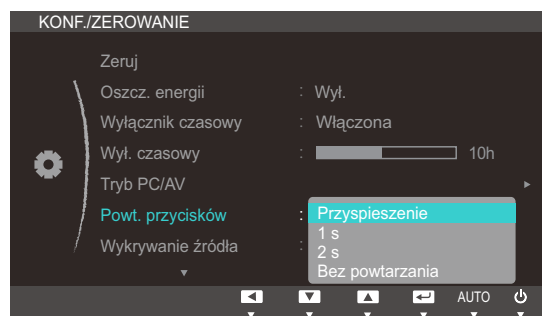 KONF./ZEROWANIE
Zeruj
Oszcz. energii : Wył.
Wyłącznik czasowy : Włączona
Wył. czasowy : 10h
Tryb PC/AV
Powt. przycisków : Przyspieszenie
1 s
Wykrywanie źródła :
2 s
Bez powtarzania
AUTO